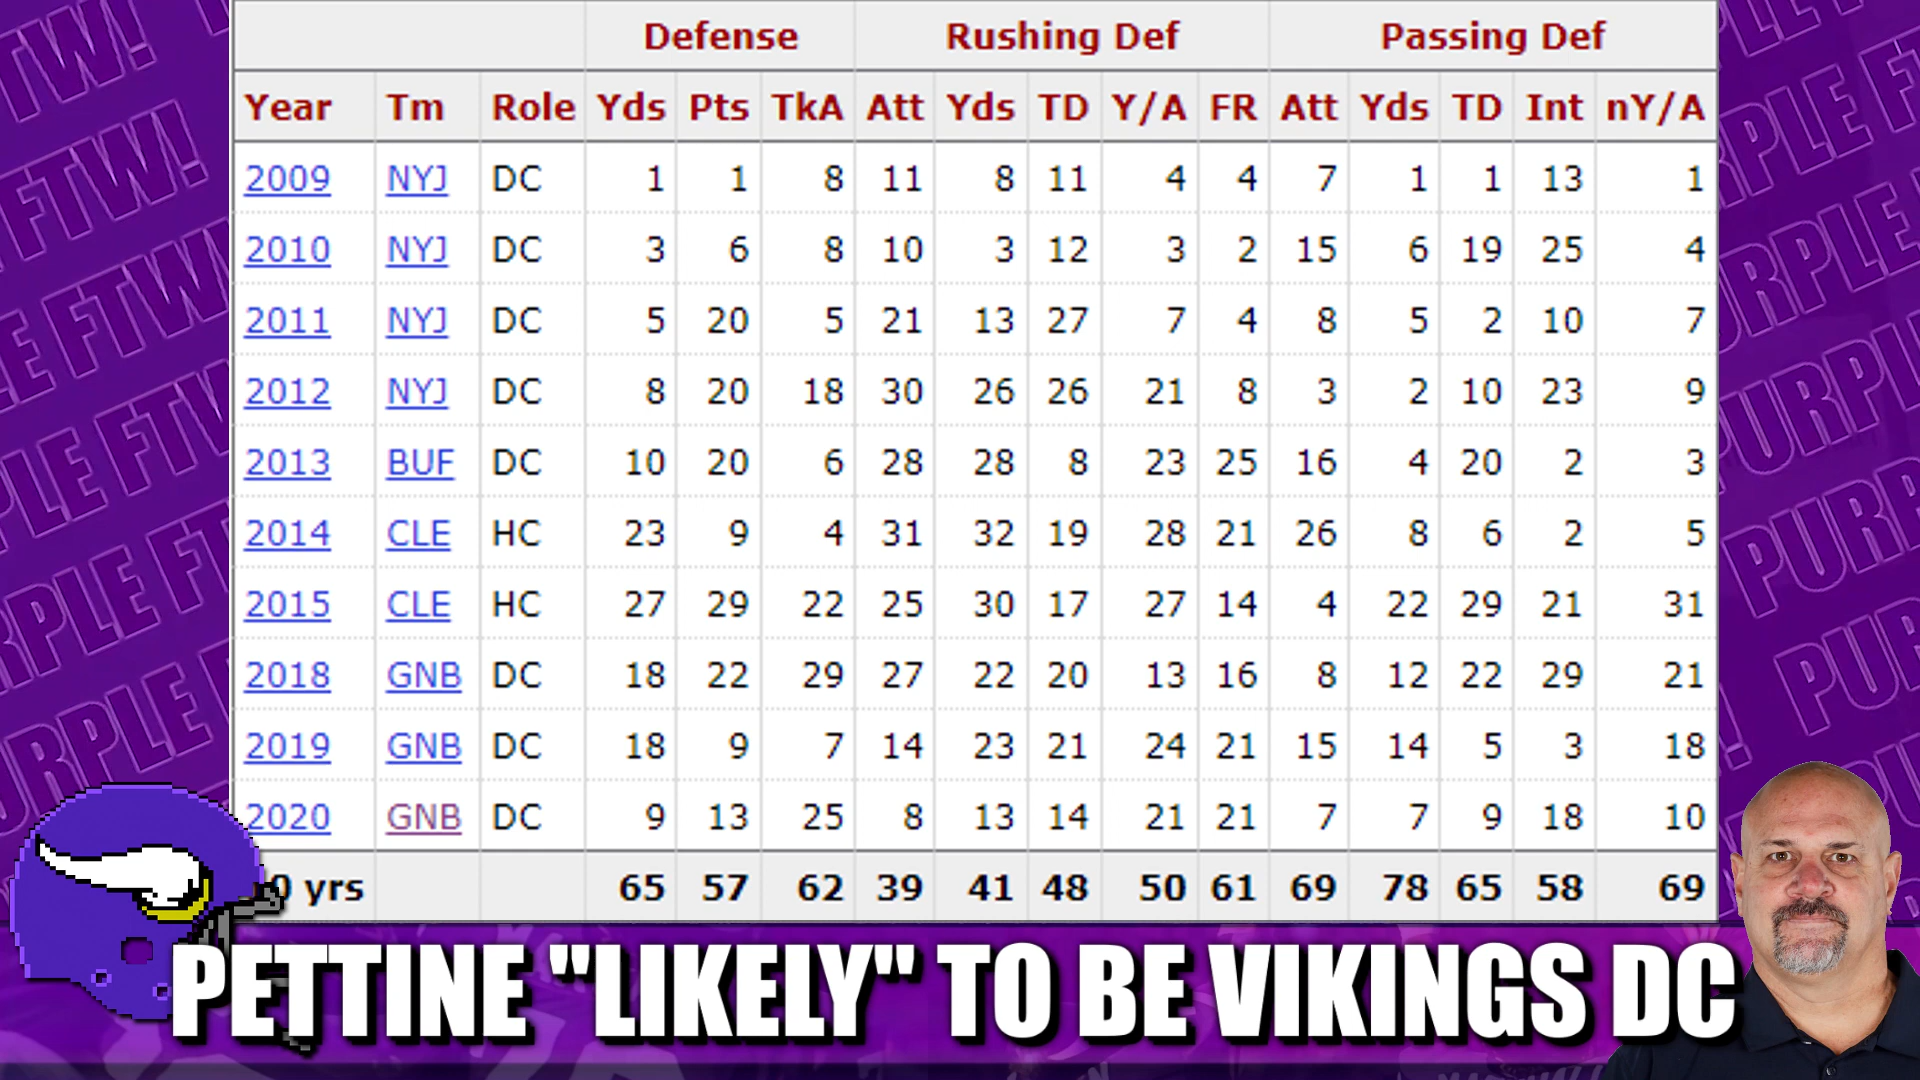 Defense Rushing Def Passing Def
Year Tm Role Yds Pts TkA Att Yds TD Y/A FR Att Yds TD Int nY/A
2009 NYJ DC 1 1 8 11 8 11 4 4 7 1 1 13 1
2010 NYJ DC 3 6 8 10 3 12 3 2 15 6 19 25 4
2011 NYJ DC 5 20 5 21 13 27 7 4 8 5 2 10 7
2012 NYJ DC 8 20 18 30 26 26 21 8 3 2 10 23 9
2013 BUF DC 10 20 6 28 28 8 23 25 16 4 20 2 3
2014 CLE HC 23 9 4 31 32 19 28 21 26 8 6 2 5
2015 CLE HC 27 29 22 25 30 17 27 14 4 22 29 21 31
2018 GNB DC 18 22 29 27 22 20 13 16 8 12 22 29 21
2019 GNB DC 18 9 7 14 23 21 24 21 15 14 5 3 18
2020 GNB DC 9 13 25 8 13 14 21 21 7 7 9 18 10
0 yrs 65 57 62 39 41 48 50 61 69 78 65 58 69
PETTINE "LIKELY" TO BE VIKINGS DC